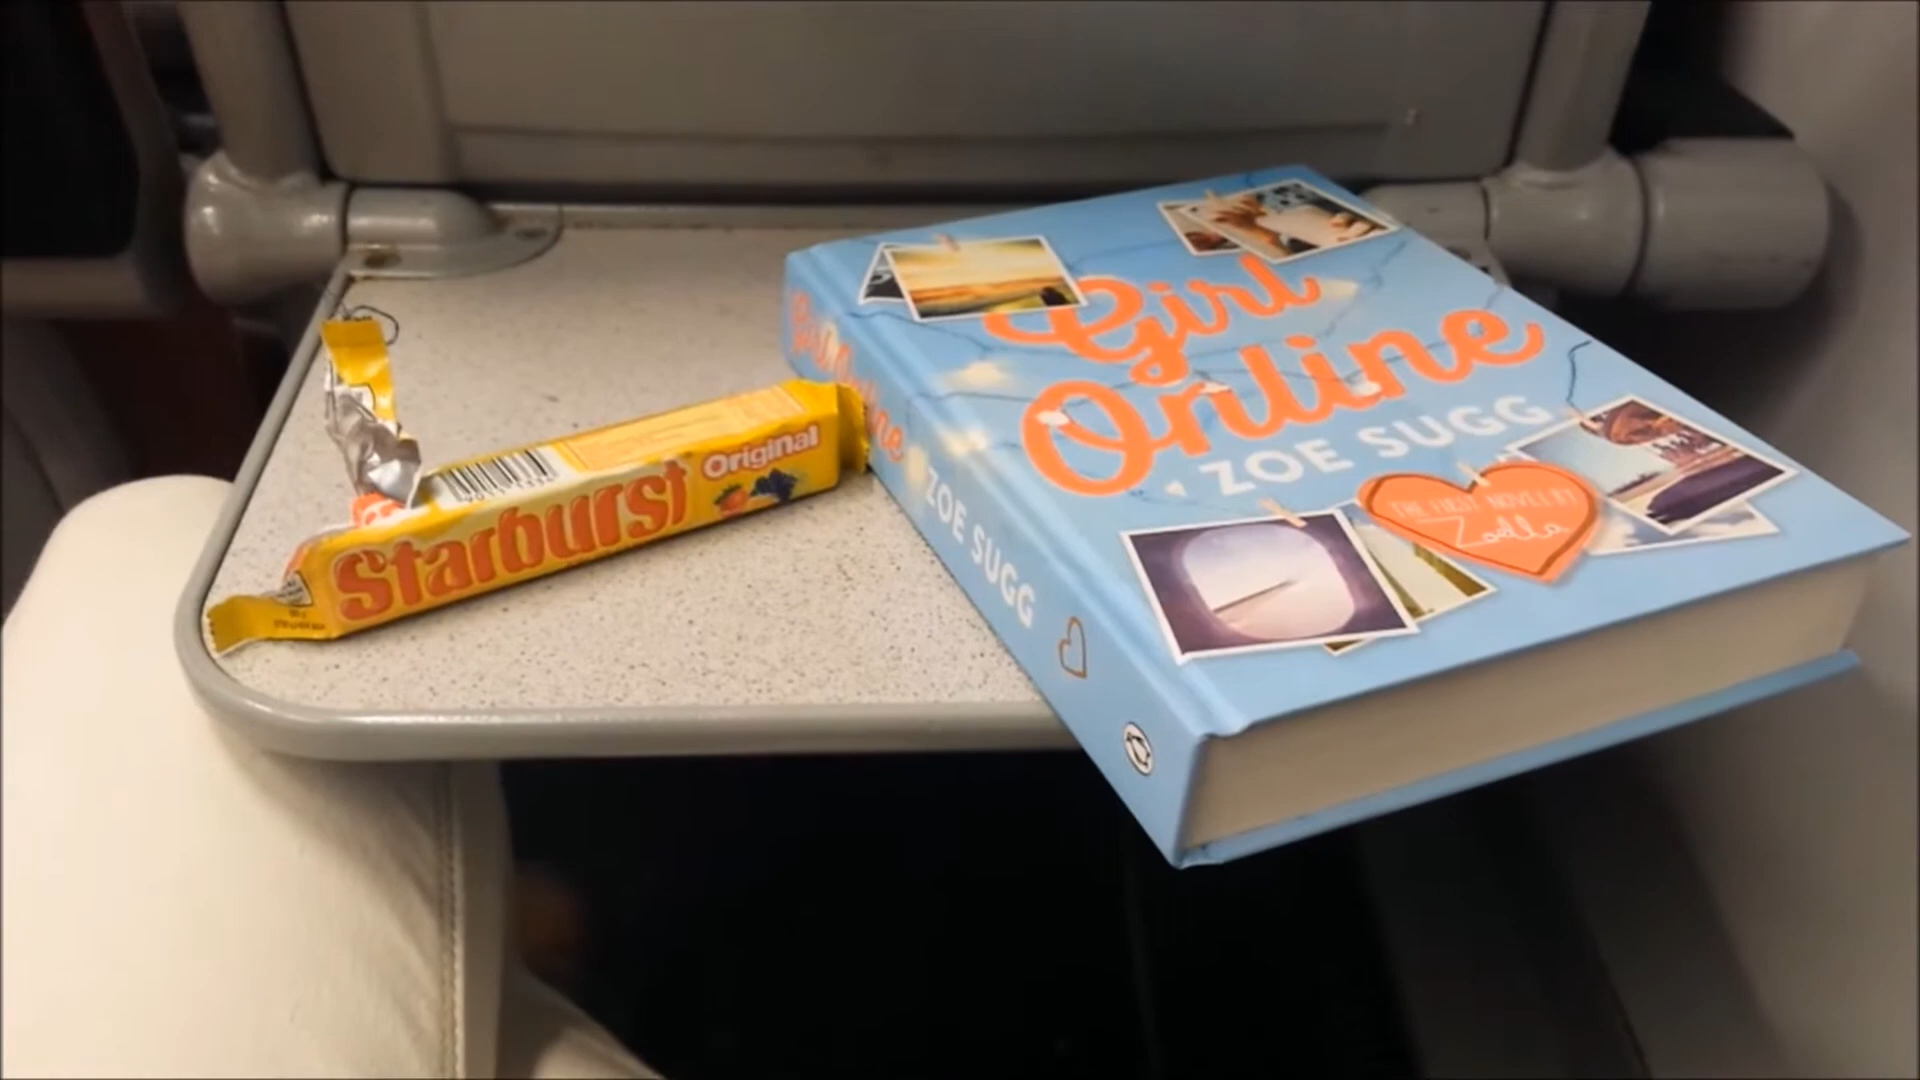 Starburst
Original
Girl Online
ZOE SUGG
Girl
Online
ZOE SUGG
THE FIRST NOVEL BY
Zoella